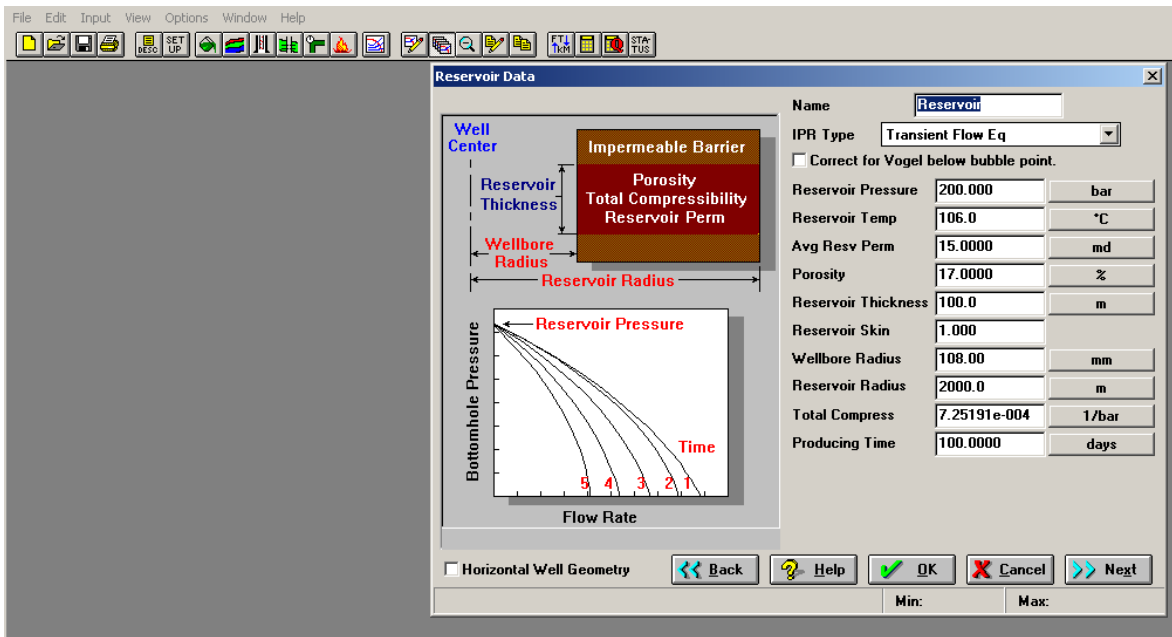 File Edit Input View Options Window Help
DESC SET UP FT KM STA- TUS
Reservoir Data
Name Reservoir
IPR Type Transient Flow Eq
Correct for Vogel below bubble point.
Reservoir Pressure 200.000 bar
Reservoir Temp 106.0 °C
Avg Resv Perm 15.0000 md
Porosity 17.0000 %
Reservoir Thickness 100.0 m
Reservoir Skin 1.000
Wellbore Radius 108.00 mm
Reservoir Radius 2000.0 m
Total Compress 7.25191e-004 1/bar
Producing Time 100.0000 days
Well
Center
Impermeable Barrier
Reservoir
Thickness
Porosity
Total Compressibility
Reservoir Perm
Wellbore
Radius
Reservoir Radius
Reservoir Pressure
Bottomhole Pressure
Time
5 4 3 2 1
Flow Rate
Horizontal Well Geometry
Back Help OK Cancel Next
Min: Max: